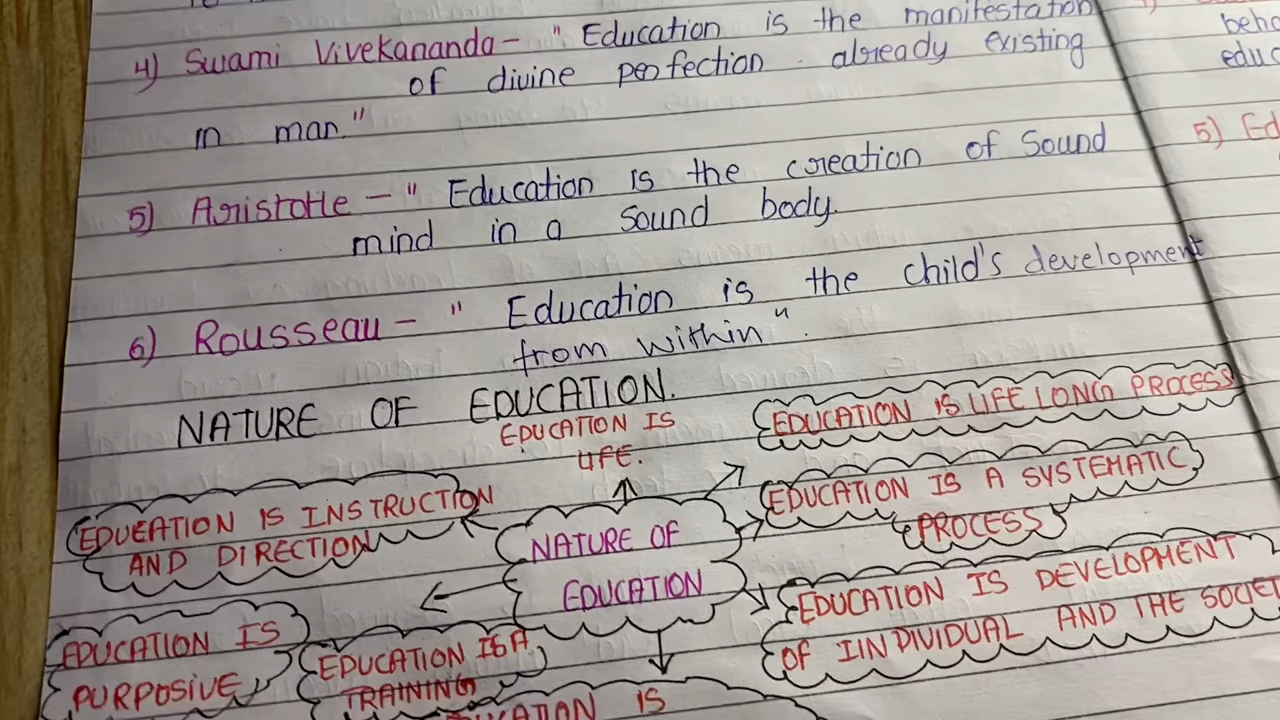 4) Swami Vivekananda - " Education is the manifestation
of divine perfection already existing
in man."
5) Aristotle - " Education is the creation of Sound
mind in a Sound body.
6) Rousseau - " Education is the child's development
from within".
NATURE OF EDUCATION.
EDUCATION IS
LIFE.
EDUCATION IS LIFE LONG PROCESS
EDUCATION IS A SYSTEMATIC
PROCESS
EDUCATION IS INSTRUCTION
AND DIRECTION
NATURE OF
EDUCATION
EDUCATION IS DEVELOPMENT
OF IINDIVIDUAL AND THE
EDUCATION IS
PURPOSIVE
EDUCATION IS A
TRAINING
IS
5)